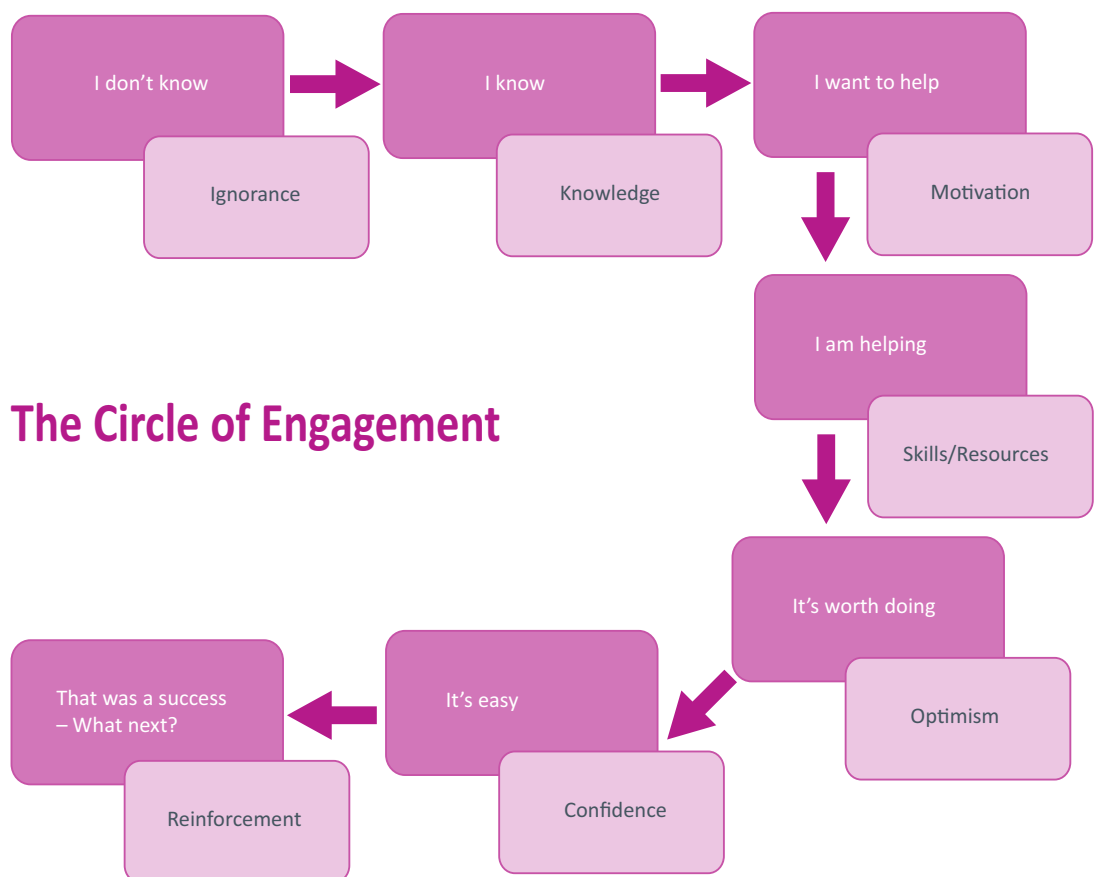 I don’t know
Ignorance
I know
Knowledge
I want to help
Motivation
I am helping
Skills/Resources
The Circle of Engagement
It’s worth doing
Optimism
It’s easy
Confidence
That was a success
– What next?
Reinforcement